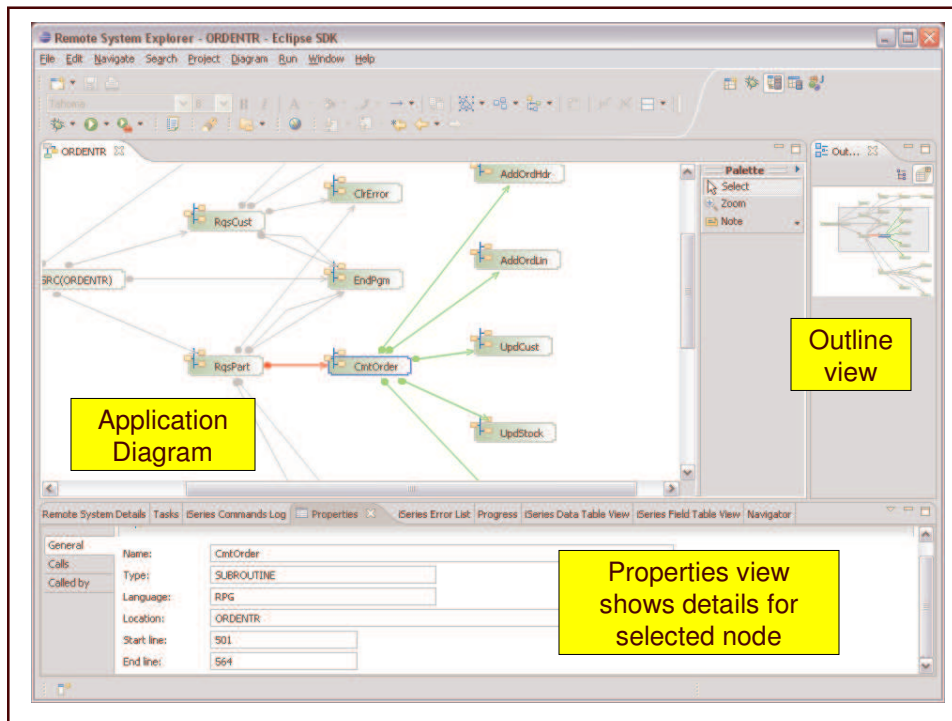 Remote System Explorer - ORDENTR - Eclipse SDK
File Edit Navigate Search Project Diagram Run Window Help
Tahoma
ORDENTR
Out...
AddOrdHdr
Palette
ClrError
Select
Zoom
RqsCust
Note
AddOrdLin
SRC(ORDENTR)
EndPgm
UpdCust
Outline
view
RqsPart
CmtOrder
Application
Diagram
UpdStock
Remote System Details Tasks iSeries Commands Log Properties iSeries Error List Progress iSeries Data Table View iSeries Field Table View Navigator
General
Calls
Called by
Name: CmtOrder
Type: SUBROUTINE
Language: RPG
Location: ORDENTR
Start line: 501
End line: 564
Properties view
shows details for
selected node